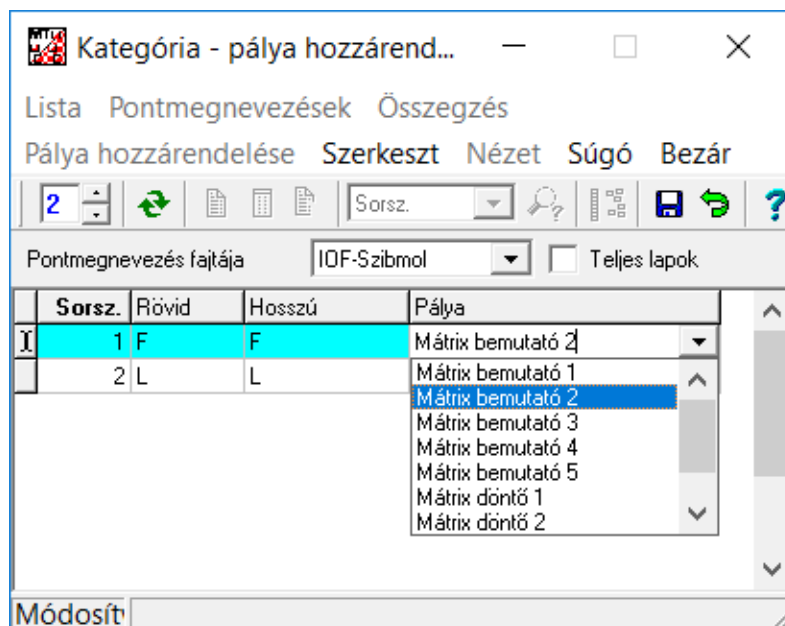 Kategória - pálya hozzárend...
Lista Pontmegnevezések Összegzés
Pálya hozzárendelése Szerkeszt Nézet Súgó Bezár
2 Sorsz. ?
Pontmegnevezés fajtája IOF-Szibmol Teljes lapok
Sorsz. Rövid Hosszú Pálya
1 F F Mátrix bemutató 2
2 L L
Mátrix bemutató 1
Mátrix bemutató 2
Mátrix bemutató 3
Mátrix bemutató 4
Mátrix bemutató 5
Mátrix döntő 1
Mátrix döntő 2
Módosít